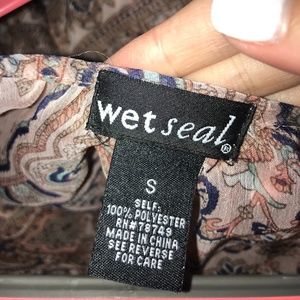 wet seal®
S
SELF:
100% POLYESTER
RN#78749
MADE IN CHINA
SEE REVERSE
FOR CARE